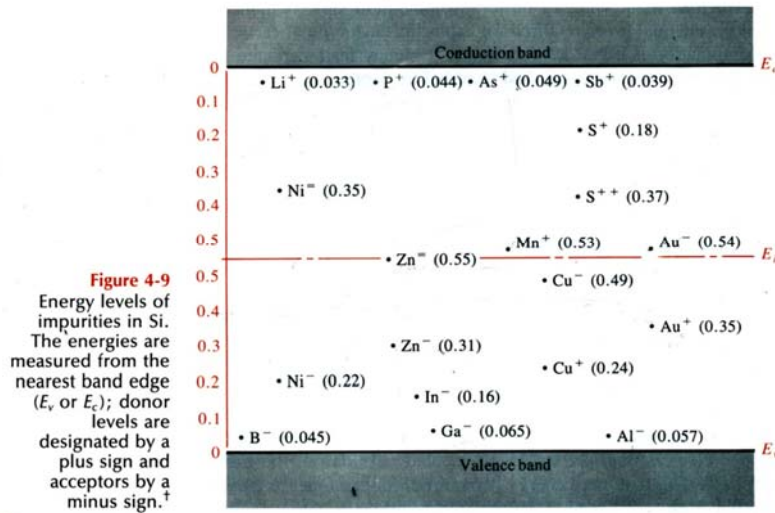 Conduction band
0 E
Li⁺ (0.033) P⁺ (0.044) As⁺ (0.049) Sb⁺ (0.039)
0.1
0.2 S⁺ (0.18)
0.3
Ni⁼ (0.35) S⁺⁺ (0.37)
0.4
0.5 Mn⁺ (0.53) Au⁻ (0.54)
Zn⁼ (0.55) E
0.5 Cu⁻ (0.49)
0.4 Au⁺ (0.35)
0.3 Zn⁻ (0.31)
Cu⁺ (0.24)
0.2 Ni⁻ (0.22)
In⁻ (0.16)
0.1
B⁻ (0.045) Ga⁻ (0.065) Al⁻ (0.057)
0 E
Valence band
Figure 4-9
Energy levels of
impurities in Si.
The energies are
measured from the
nearest band edge
(Eᵥ or E꜀); donor
levels are
designated by a
plus sign and
acceptors by a
minus sign.†